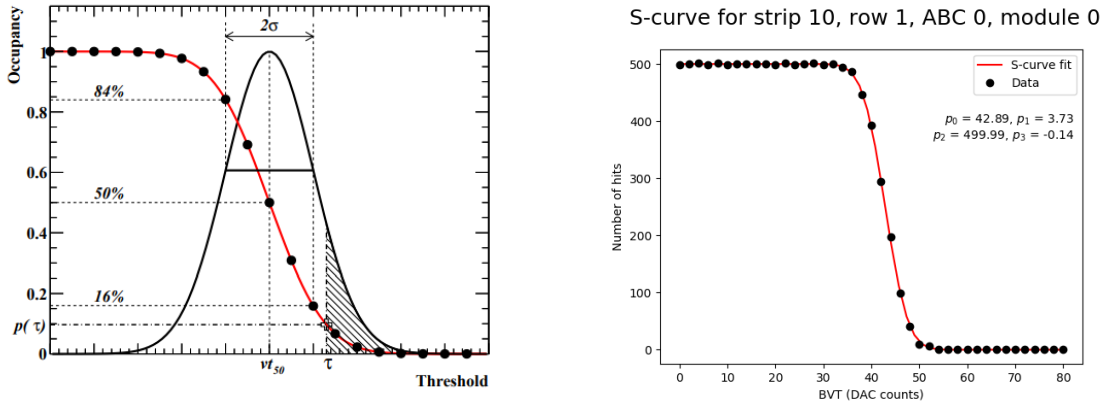 Occupancy
1
0.8
0.6
0.4
0.2
0
84%
50%
16%
p( τ)
2σ
vt50
τ
Threshold
S-curve for strip 10, row 1, ABC 0, module 0
S-curve fit
Data
p0 = 42.89, p1 = 3.73
p2 = 499.99, p3 = -0.14
Number of hits
500
400
300
200
100
0
0 10 20 30 40 50 60 70 80
BVT (DAC counts)